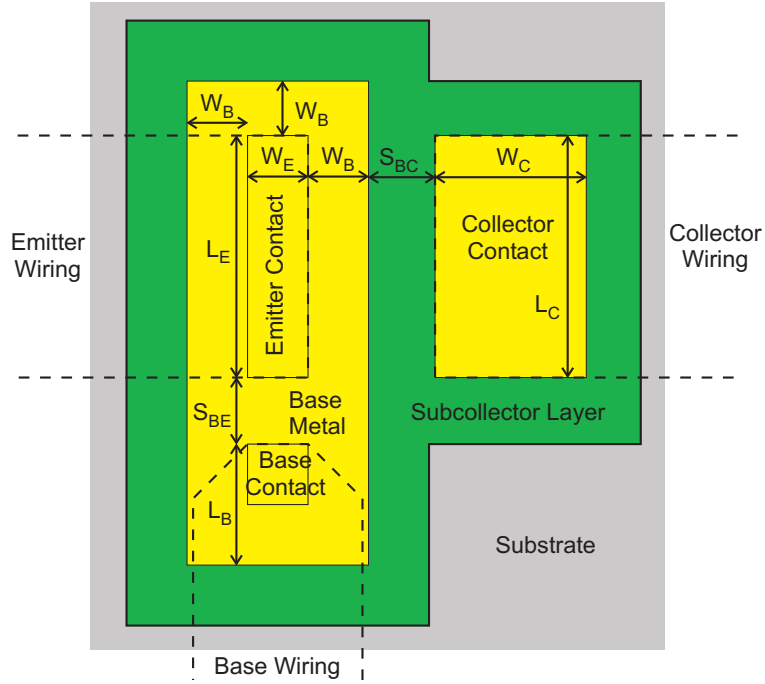 W_B
W_B
W_E
W_B
S_BC
W_C
Emitter
Wiring
L_E
Emitter Contact
Collector
Contact
Collector
Wiring
L_C
S_BE
Base
Metal
Subcollector Layer
Base
Contact
L_B
Substrate
Base Wiring